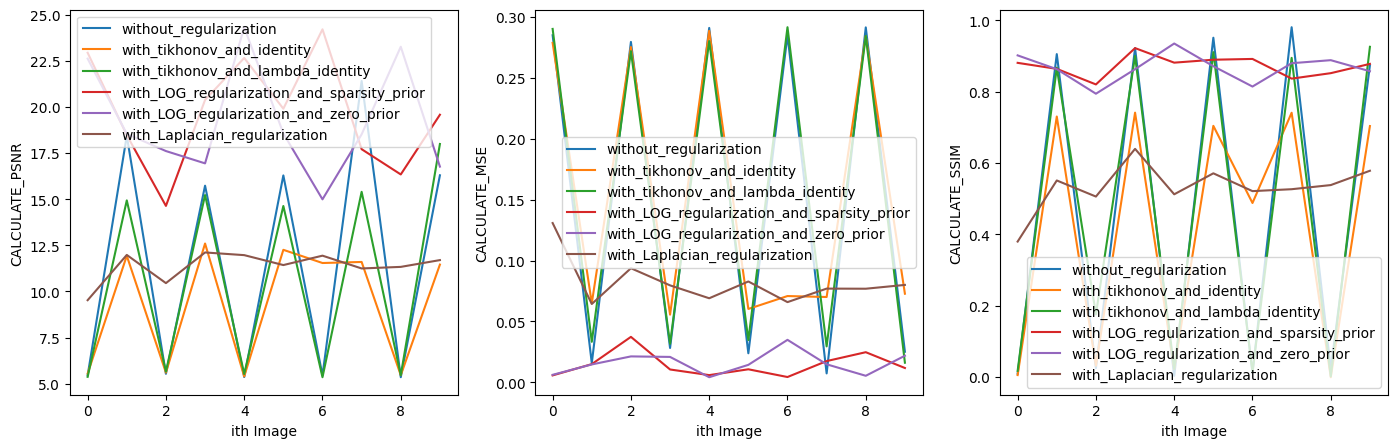 25.0
22.5
20.0
17.5
15.0
12.5
10.0
7.5
5.0
CALCULATE_PSNR
without_regularization
with_tikhonov_and_identity
with_tikhonov_and_lambda_identity
with_LOG_regularization_and_sparsity_prior
with_LOG_regularization_and_zero_prior
with_Laplacian_regularization
0 2 4 6 8
ith Image
0.30
0.25
0.20
0.15
0.10
0.05
0.00
CALCULATE_MSE
without_regularization
with_tikhonov_and_identity
with_tikhonov_and_lambda_identity
with_LOG_regularization_and_sparsity_prior
with_LOG_regularization_and_zero_prior
with_Laplacian_regularization
0 2 4 6 8
ith Image
1.0
0.8
0.6
0.4
0.2
0.0
CALCULATE_SSIM
without_regularization
with_tikhonov_and_identity
with_tikhonov_and_lambda_identity
with_LOG_regularization_and_sparsity_prior
with_LOG_regularization_and_zero_prior
with_Laplacian_regularization
0 2 4 6 8
ith Image